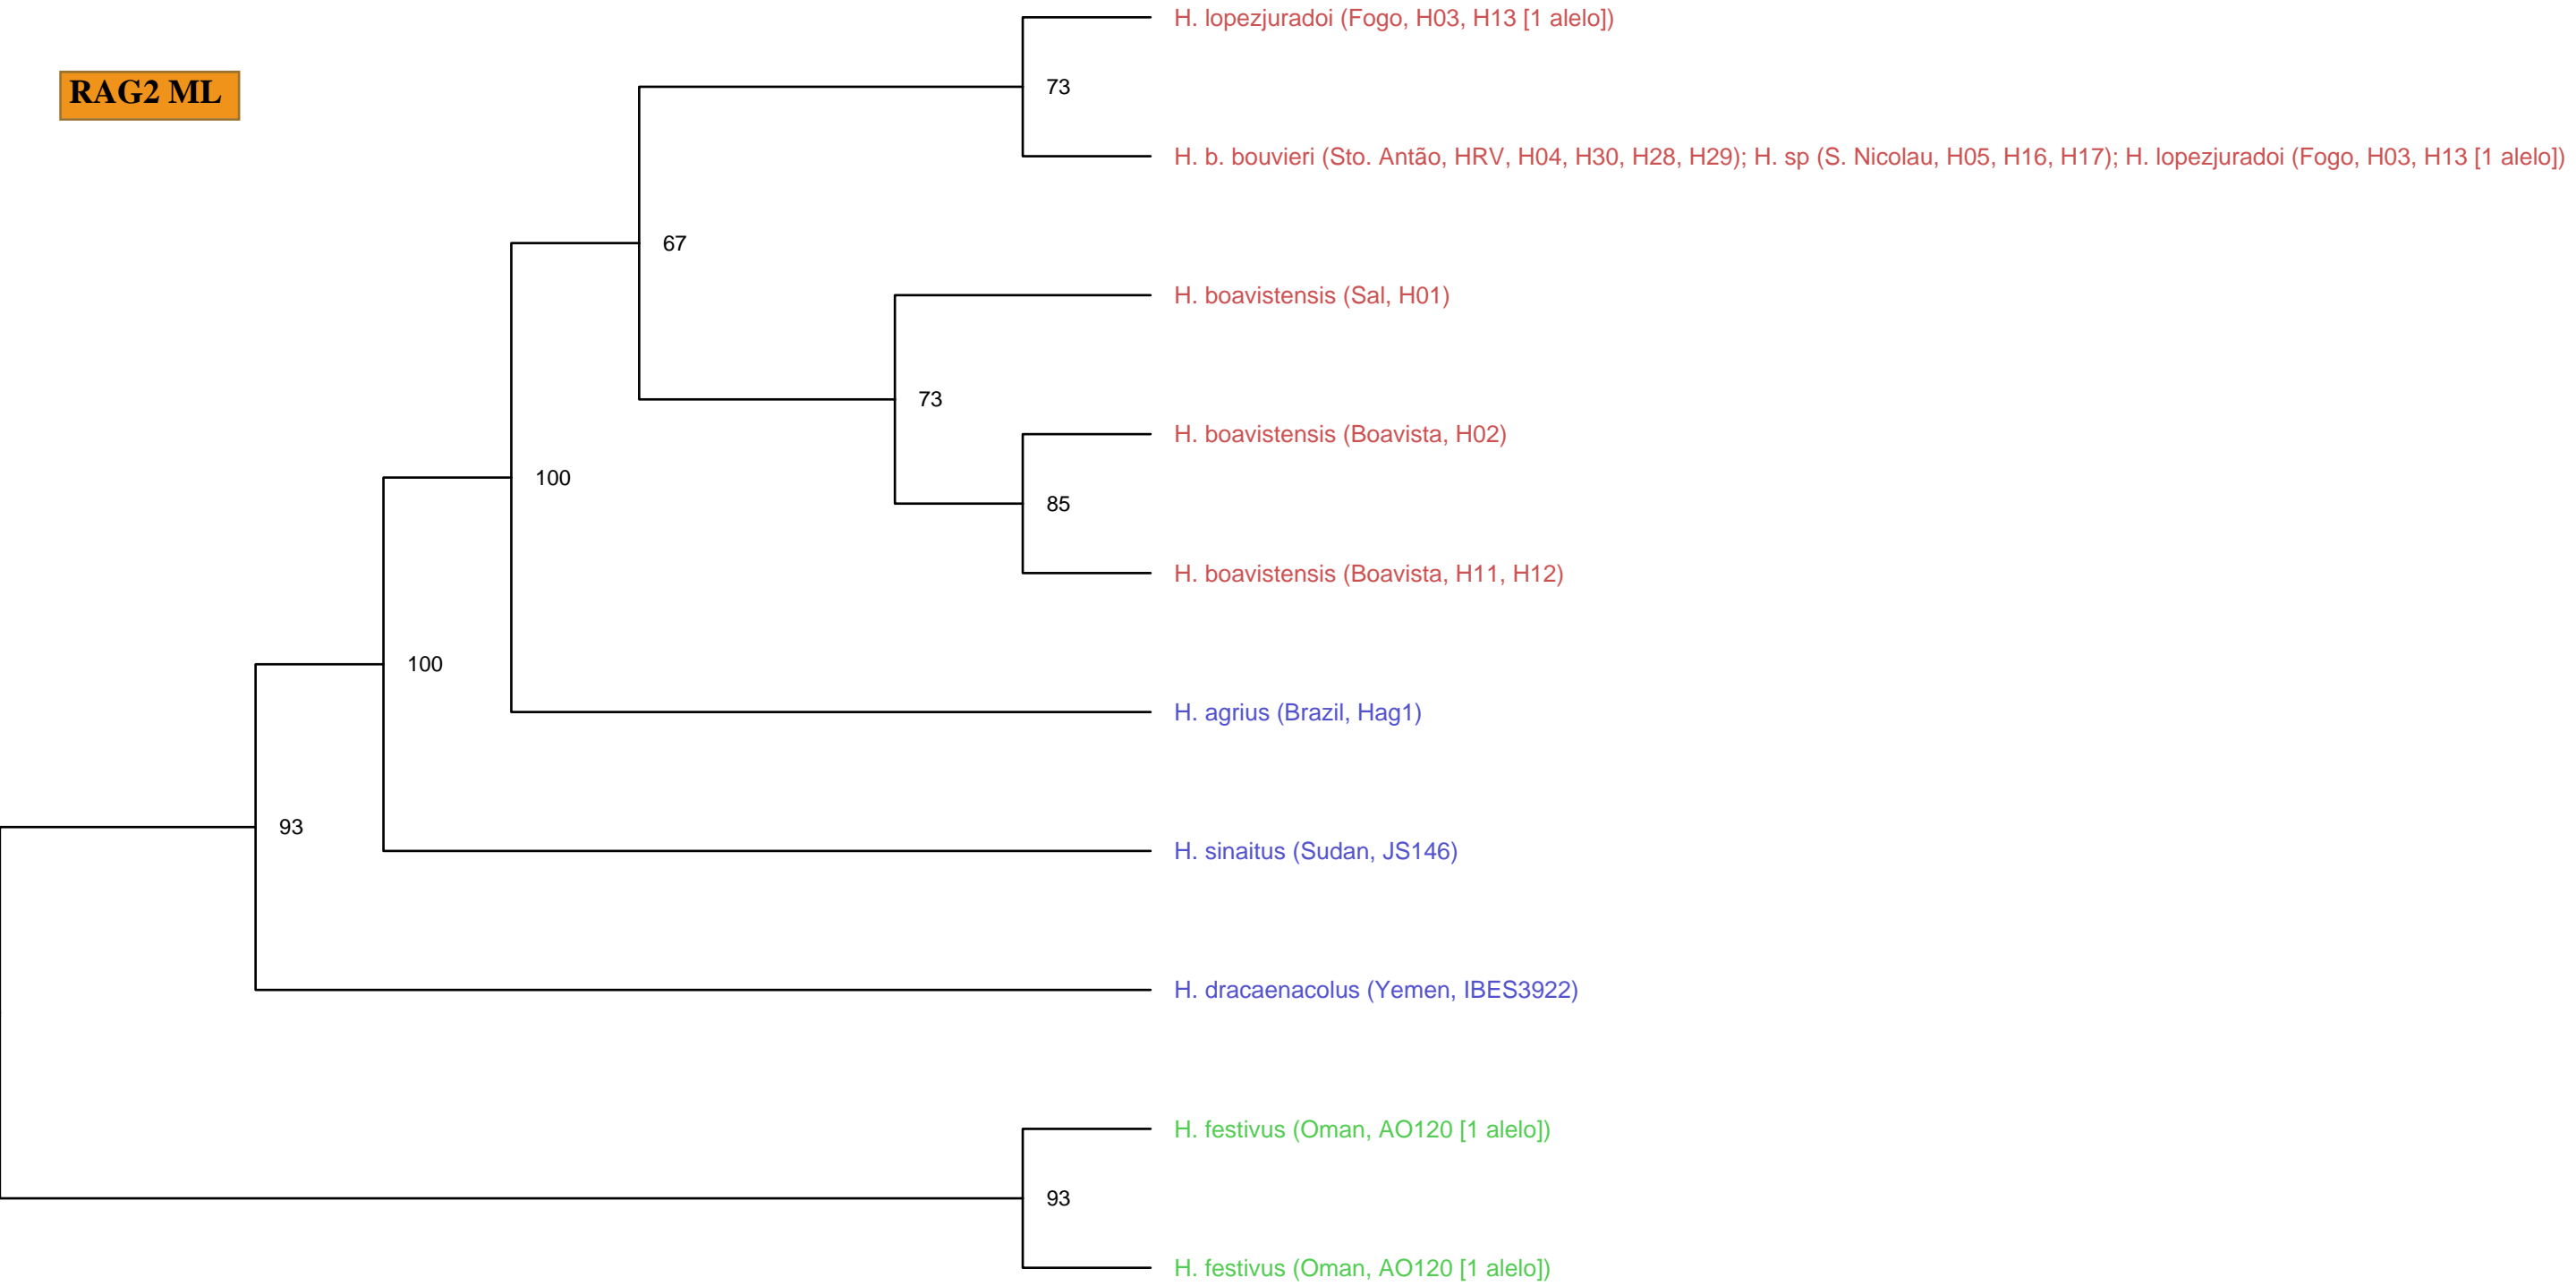 H. lopezjuradoi (Fogo, H03, H13 [1 alelo])
RAG2 ML
73
H. b. bouvieri (Sto. Antão, HRV, H04, H30, H28, H29); H. sp (S. Nicolau, H05, H16, H17); H. lopezjuradoi (Fogo, H03, H13 [1 alelo])
67
H. boavistensis (Sal, H01)
73
H. boavistensis (Boavista, H02)
100
85
H. boavistensis (Boavista, H11, H12)
100
H. agrius (Brazil, Hag1)
93
H. sinaitus (Sudan, JS146)
H. dracaenacolus (Yemen, IBES3922)
H. festivus (Oman, AO120 [1 alelo])
93
H. festivus (Oman, AO120 [1 alelo])